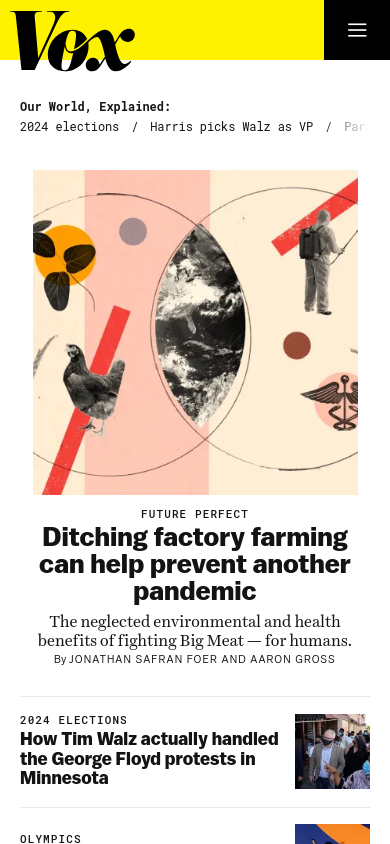 Vox
Our World, Explained:
2024 elections / Harris picks Walz as VP /
FUTURE PERFECT
Ditching factory farming
can help prevent another
pandemic
The neglected environmental and health
benefits of fighting Big Meat — for humans.
By JONATHAN SAFRAN FOER AND AARON GROSS
2024 ELECTIONS
How Tim Walz actually handled
the George Floyd protests in
Minnesota
OLYMPICS